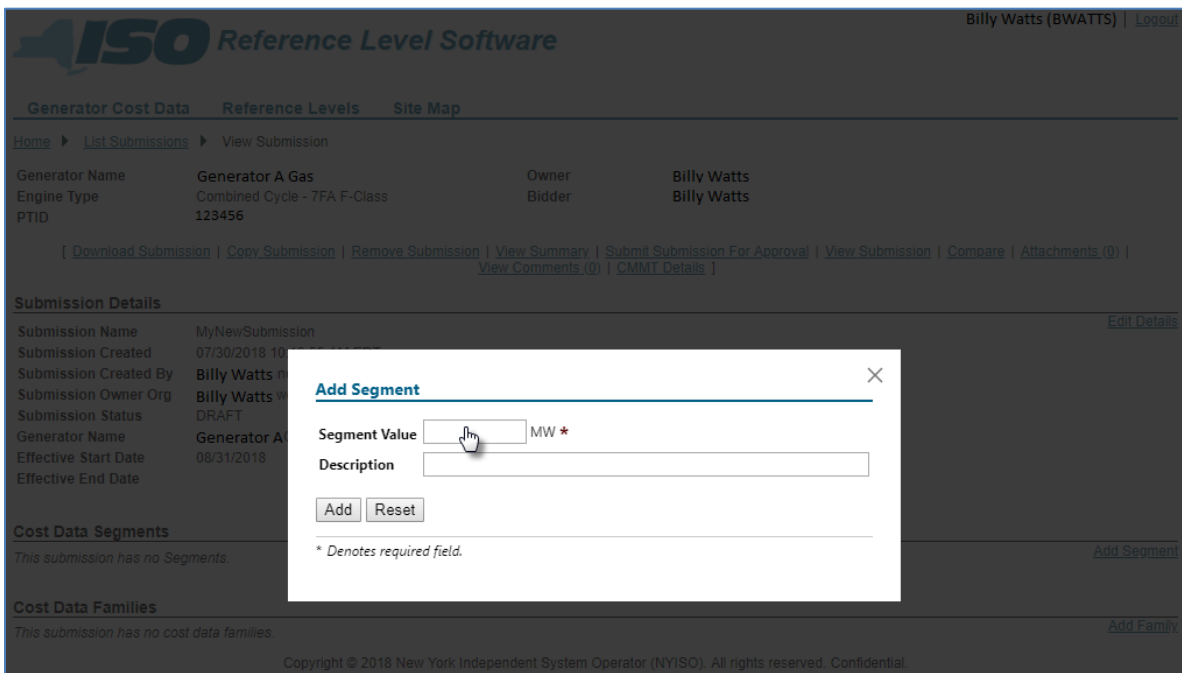 Billy Watts (BWATTS) | Logout
ISO Reference Level Software
Generator Cost Data Reference Levels Site Map
Home List Submissions View Submission
Generator Name Generator A Gas Owner Billy Watts
Engine Type Combined Cycle - 7FA F-Class Bidder Billy Watts
PTID 123456
[ Download Submission | Copy Submission | Remove Submission | View Summary | Submit Submission For Approval | View Submission | Compare | Attachments (0) |
View Comments (0) | CMMT Details ]
Submission Details
Edit Details
Submission Name MyNewSubmission
Submission Created 07/30/2018
Submission Created By Billy Watts
Submission Owner Org Billy Watts
Submission Status DRAFT
Generator Name Generator A
Effective Start Date 08/31/2018
Effective End Date
Add Segment
Segment Value MW *
Description
Add Reset
* Denotes required field.
Cost Data Segments
This submission has no Segments. Add Segment
Cost Data Families
This submission has no cost data families. Add Family
Copyright © 2018 New York Independent System Operator (NYISO). All rights reserved. Confidential.